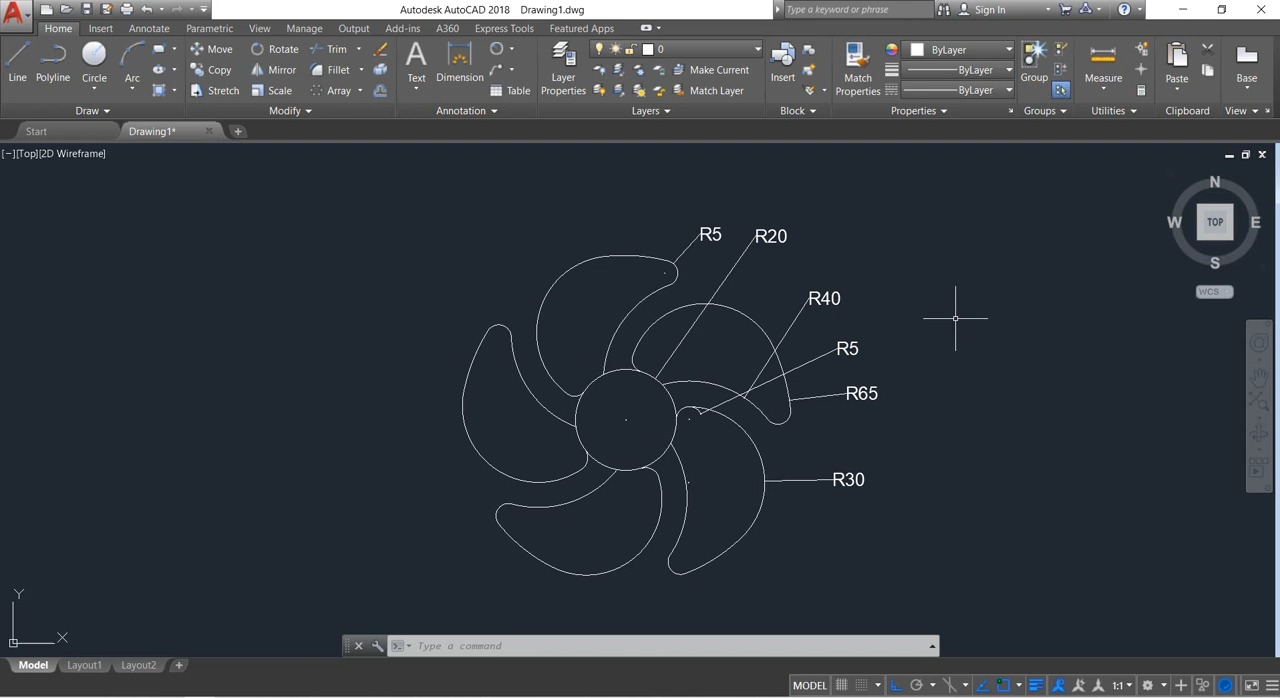 Autodesk AutoCAD 2018 Drawing1.dwg
Type a keyword or phrase
Sign In
Home Insert Annotate Parametric View Manage Output Add-ins A360 Express Tools Featured Apps
Line Polyline Circle Arc
Move Rotate Trim
Copy Mirror Fillet
Stretch Scale Array
Text Dimension Table
Layer Properties
0
Make Current
Match Layer
Insert
Match Properties
ByLayer
ByLayer
ByLayer
Group
Measure
Paste
Base
Draw Modify Annotation Layers Block Properties Groups Utilities Clipboard View
Start Drawing1*
[−][Top][2D Wireframe]
N
W TOP E
S
WCS
R5 R20
R40
R5
R65
R30
Y
X
Type a command
Model Layout1 Layout2
MODEL 1:1